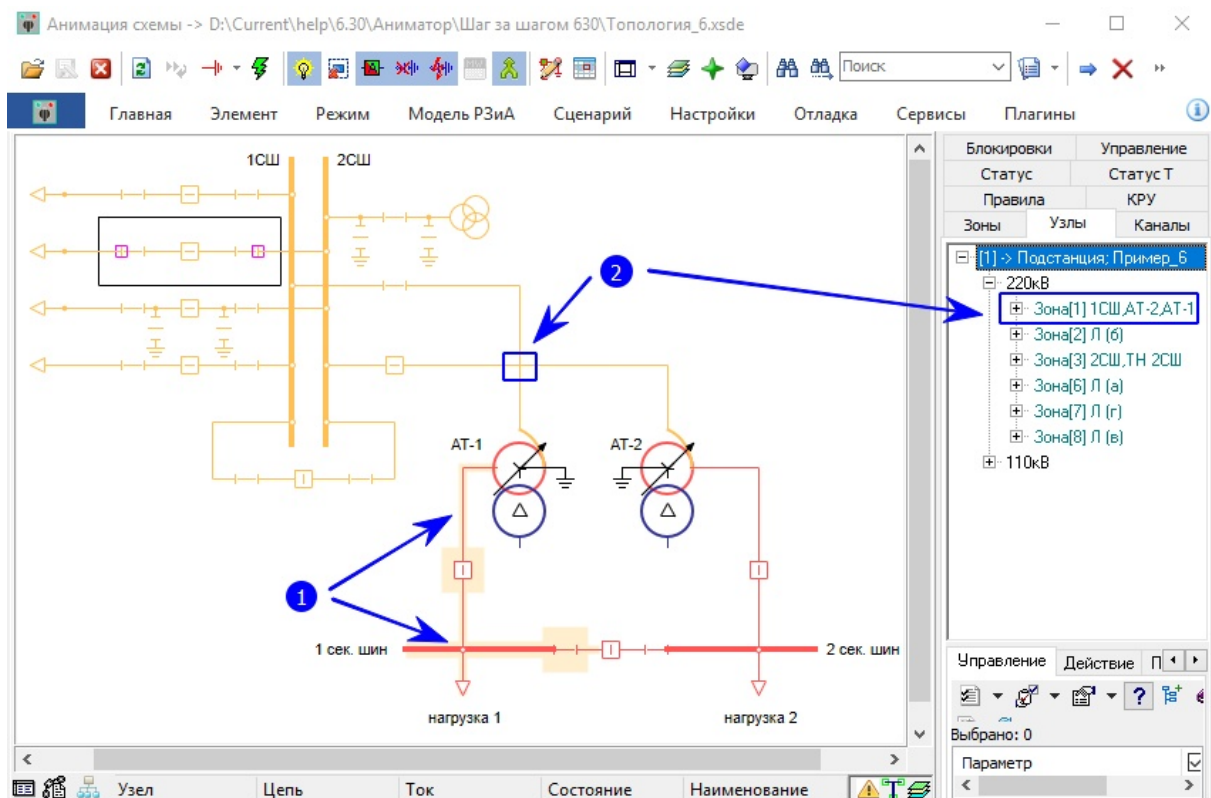 Анимация схемы -> D:\Current\help\6.30\Аниматор\Шаг за шагом 630\Топология_6.xsde
Поиск
Главная Элемент Режим Модель РЗиА Сценарий Настройки Отладка Сервисы Плагины
Блокировки Управление
Статус Статус Т
Правила КРУ
Зоны Узлы Каналы
[1] -> Подстанция; Пример_6
220кВ
Зона[1] 1СШ,АТ-2,АТ-1
Зона[2] Л (б)
Зона[3] 2СШ,ТН 2СШ
Зона[6] Л (а)
Зона[7] Л (г)
Зона[8] Л (в)
110кВ
1СШ 2СШ
2
АТ-1 АТ-2
1
1 сек. шин 2 сек. шин
нагрузка 1 нагрузка 2
Управление Действие П
Выбрано: 0
Параметр
Узел Цепь Ток Состояние Наименование